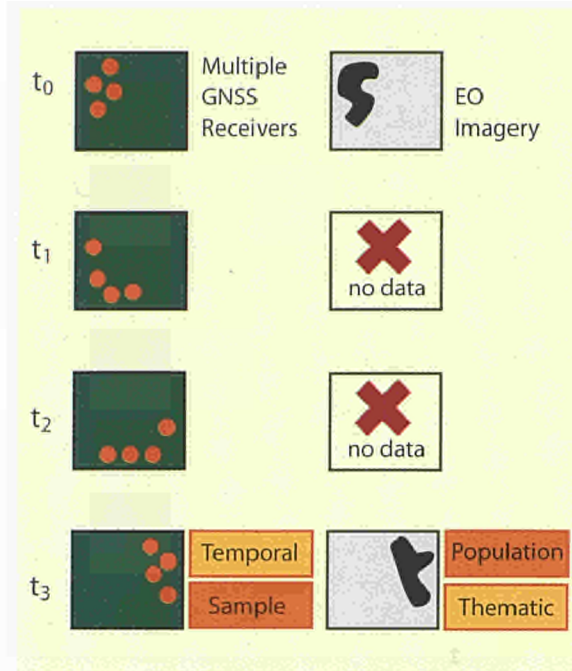 t0
Multiple
GNSS
Receivers
EO
Imagery
t1
no data
t2
no data
t3
Temporal
Sample
Population
Thematic